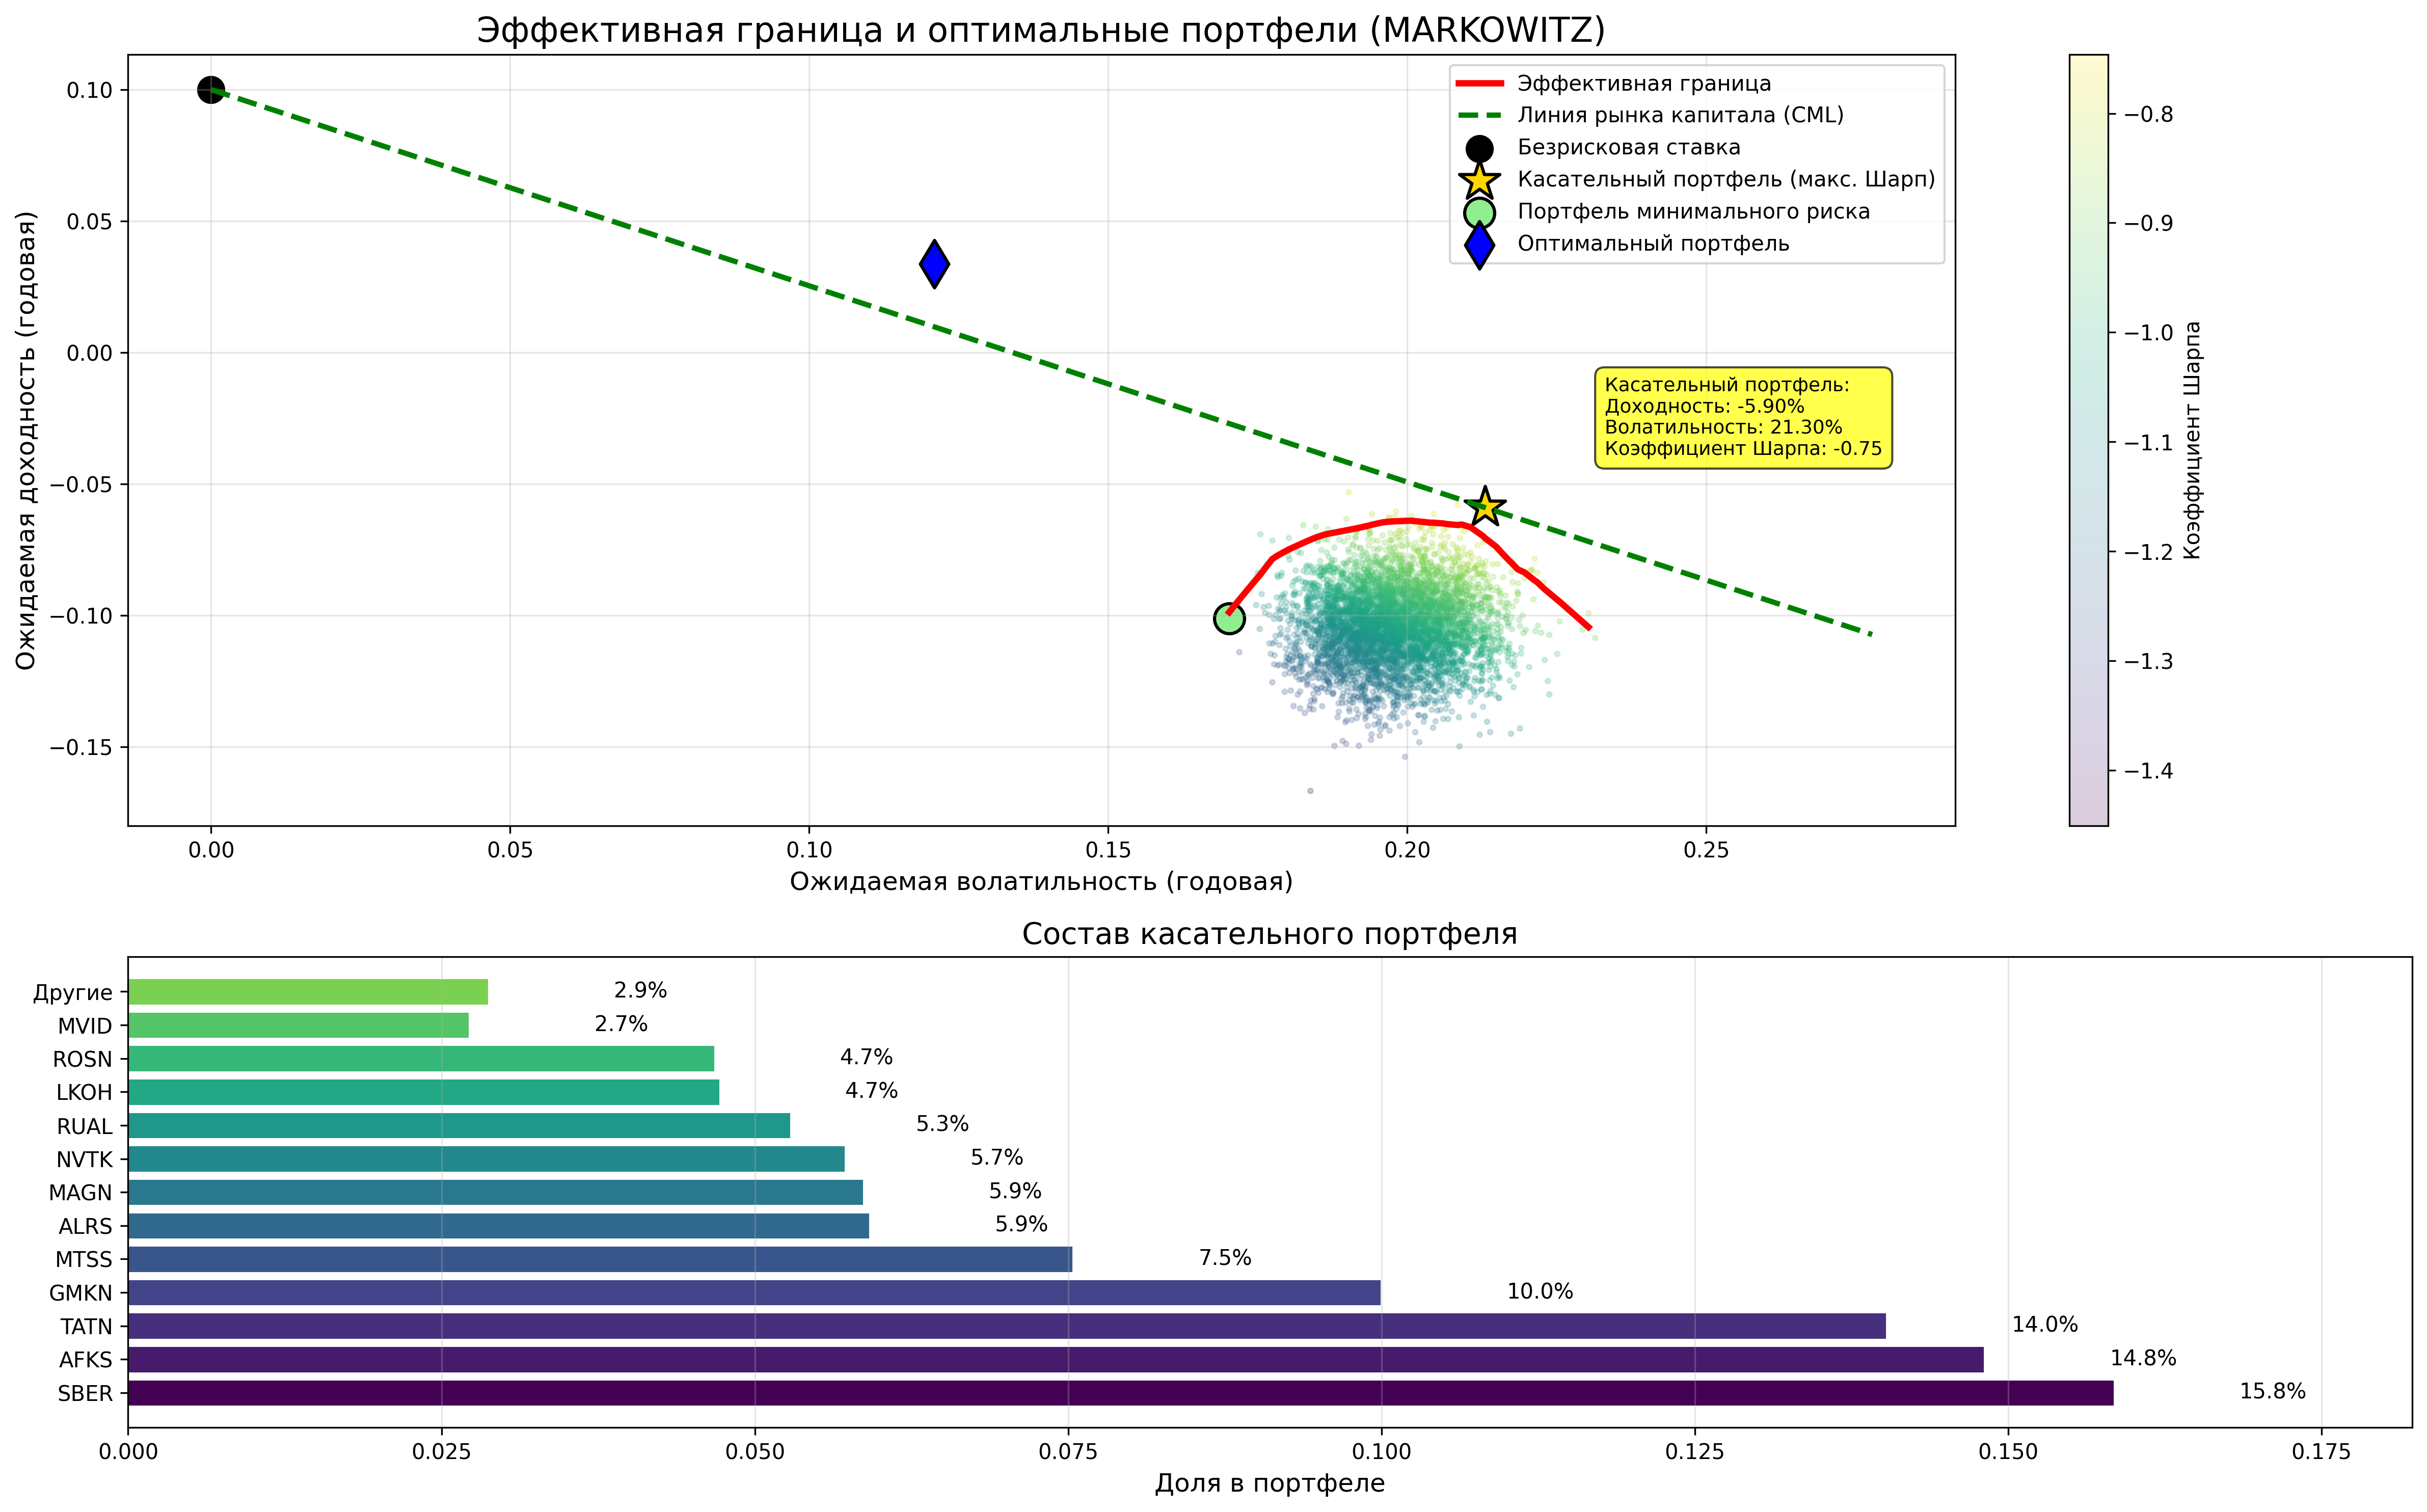 Эффективная граница и оптимальные портфели (MARKOWITZ)
Ожидаемая доходность (годовая)
0.10
0.05
0.00
−0.05
−0.10
−0.15
Эффективная граница
Линия рынка капитала (CML)
Безрисковая ставка
Касательный портфель (макс. Шарп)
Портфель минимального риска
Оптимальный портфель
Касательный портфель:
Доходность: -5.90%
Волатильность: 21.30%
Коэффициент Шарпа: -0.75
0.00 0.05 0.10 0.15 0.20 0.25
Ожидаемая волатильность (годовая)
−0.8
−0.9
−1.0
−1.1
−1.2
−1.3
−1.4
Коэффициент Шарпа
Состав касательного портфеля
Другие 2.9%
MVID 2.7%
ROSN 4.7%
LKOH 4.7%
RUAL 5.3%
NVTK 5.7%
MAGN 5.9%
ALRS 5.9%
MTSS 7.5%
GMKN 10.0%
TATN 14.0%
AFKS 14.8%
SBER 15.8%
0.000 0.025 0.050 0.075 0.100 0.125 0.150 0.175
Доля в портфеле